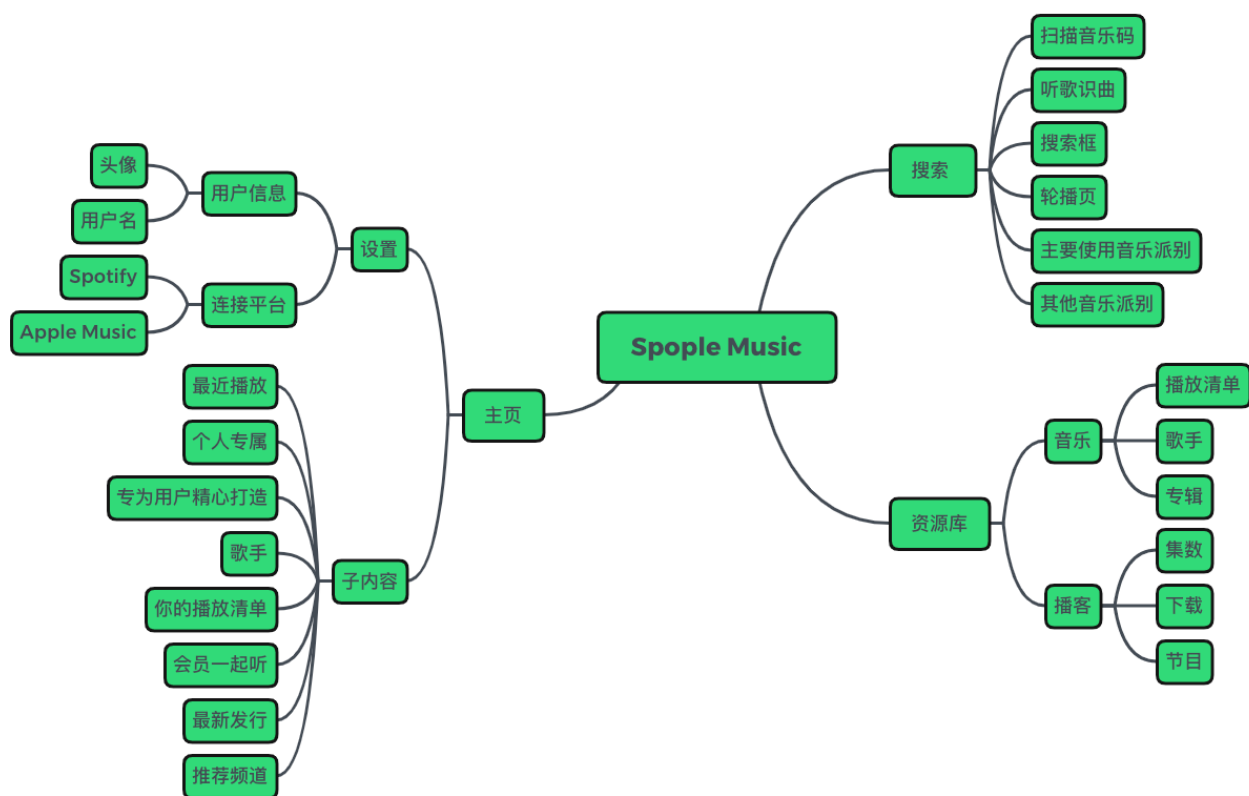 Spople Music
搜索
扫描音乐码
听歌识曲
搜索框
轮播页
主要使用音乐派别
其他音乐派别
资源库
音乐
播放清单
歌手
专辑
播客
集数
下载
节目
主页
设置
用户信息
头像
用户名
连接平台
Spotify
Apple Music
子内容
最近播放
个人专属
专为用户精心打造
歌手
你的播放清单
会员一起听
最新发行
推荐频道